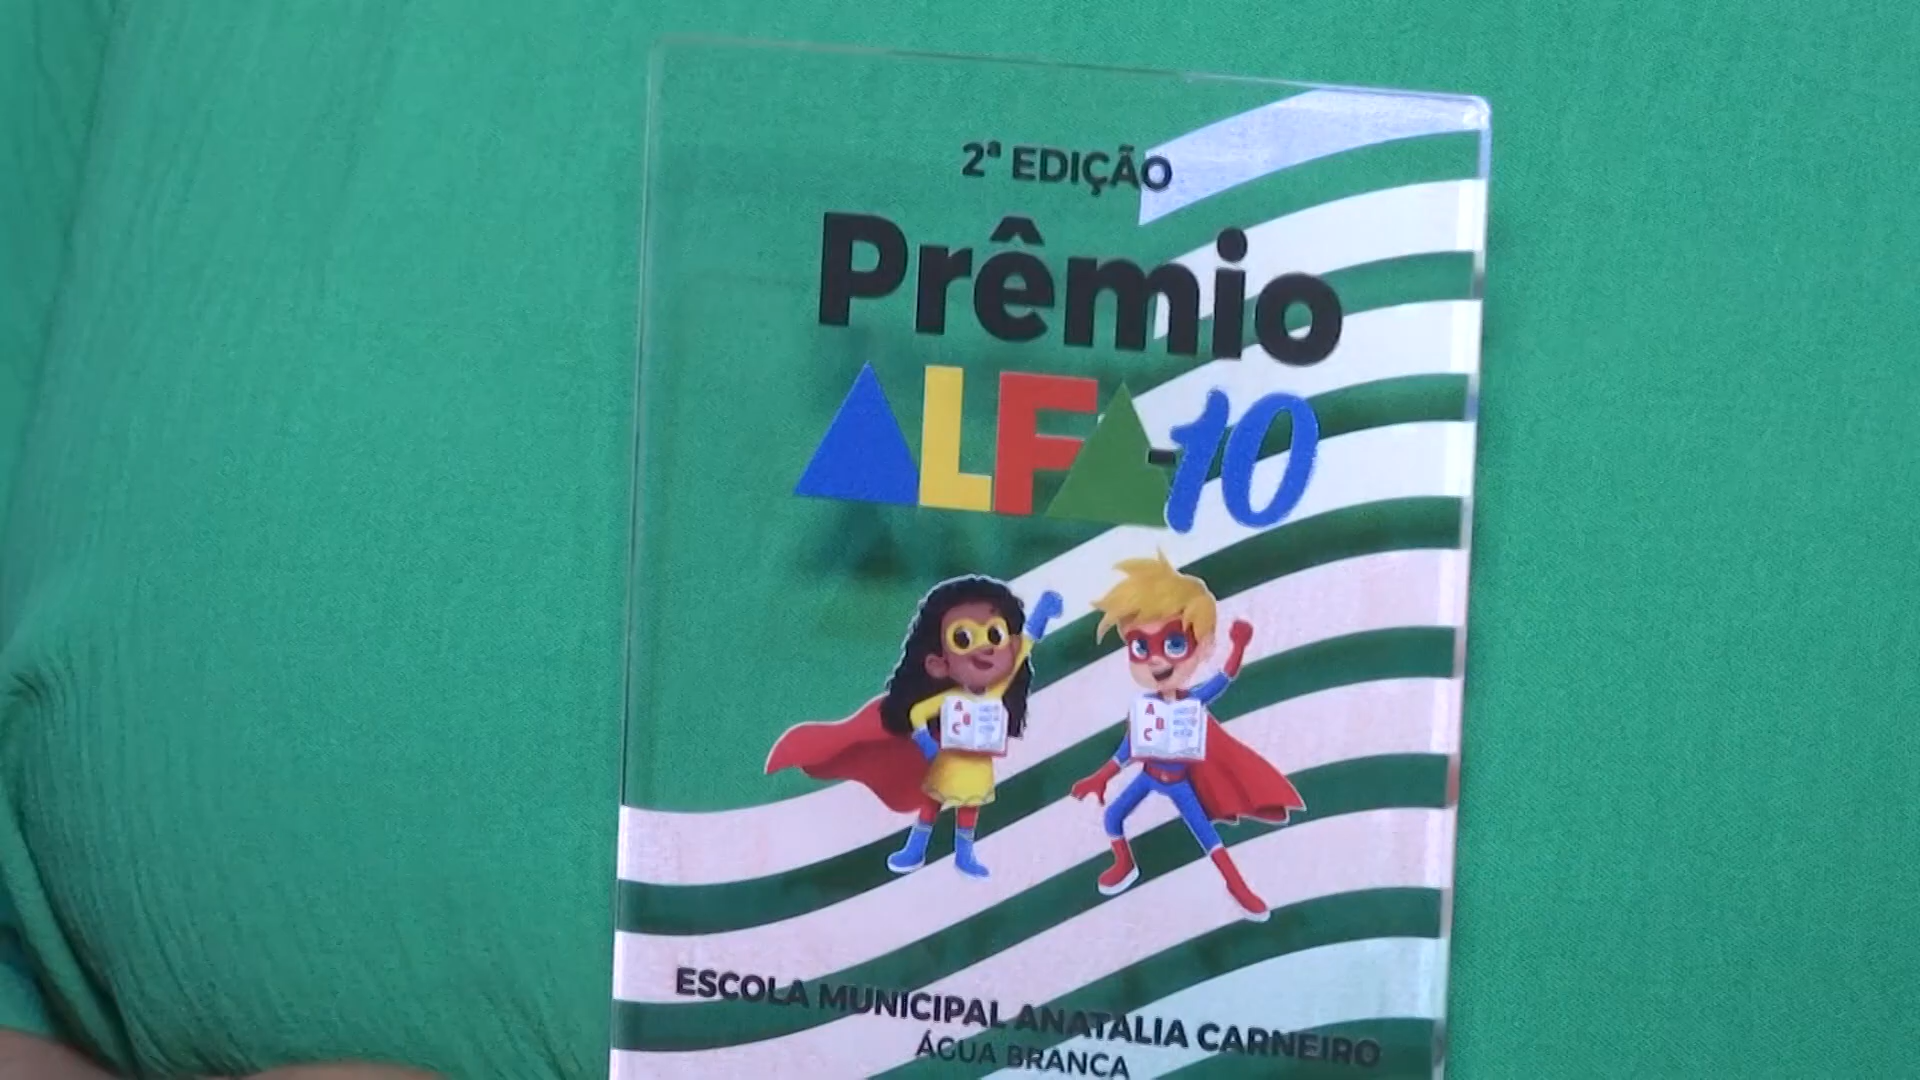 2ª EDIÇÃO
Prêmio
ALFA-10
A
B
C
A
B
C
ESCOLA MUNICIPAL ANATALIA CARNEIRO
ÁGUA BRANCA